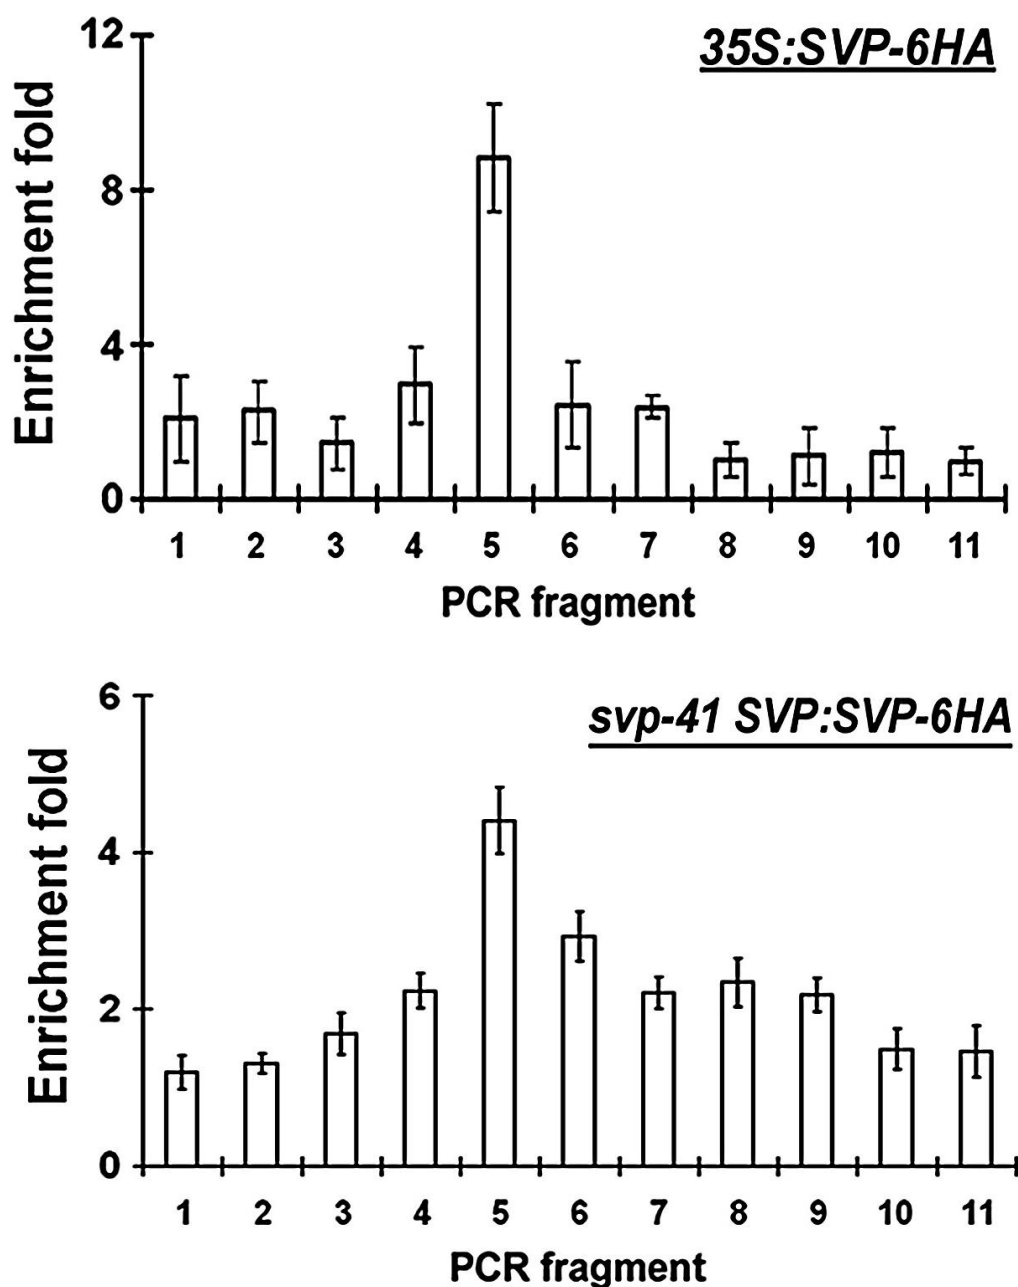 35S:SVP-6HA
Enrichment fold
12
8
4
0
1 2 3 4 5 6 7 8 9 10 11
PCR fragment
svp-41 SVP:SVP-6HA
Enrichment fold
6
4
2
0
1 2 3 4 5 6 7 8 9 10 11
PCR fragment